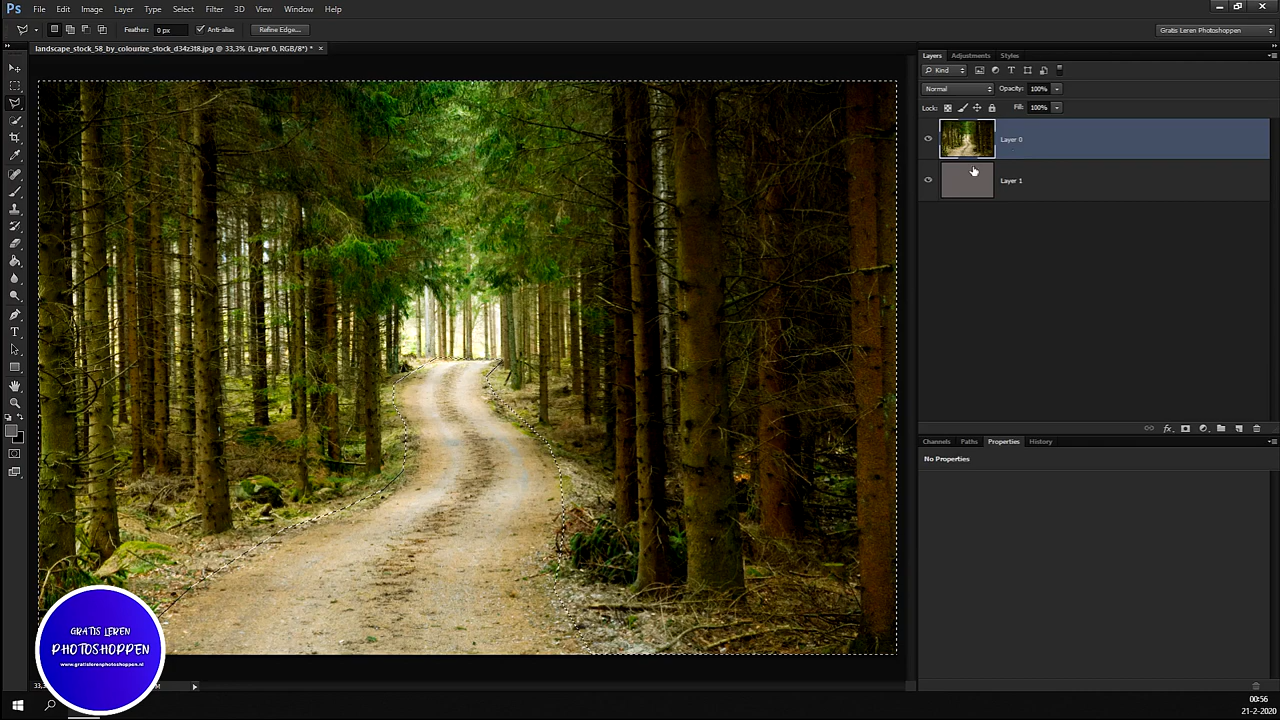 Ps File Edit Image Layer Type Select Filter 3D View Window Help
Feather: 0 px Anti-alias Refine Edge... Gratis Leren Photoshoppen
landscape_stock_58_by_colourize_stock_d34z3t8.jpg @ 33,3% (Layer 0, RGB/8*) * ×
Layers Adjustments Styles
Kind
Normal Opacity: 100%
Lock: Fill: 100%
Layer 0
Layer 1
fx
Channels Paths Properties History
No Properties
GRATIS LEREN
PHOTOSHOPPEN
www.gratislerenphotoshoppen.nl
00:56
21-2-2020